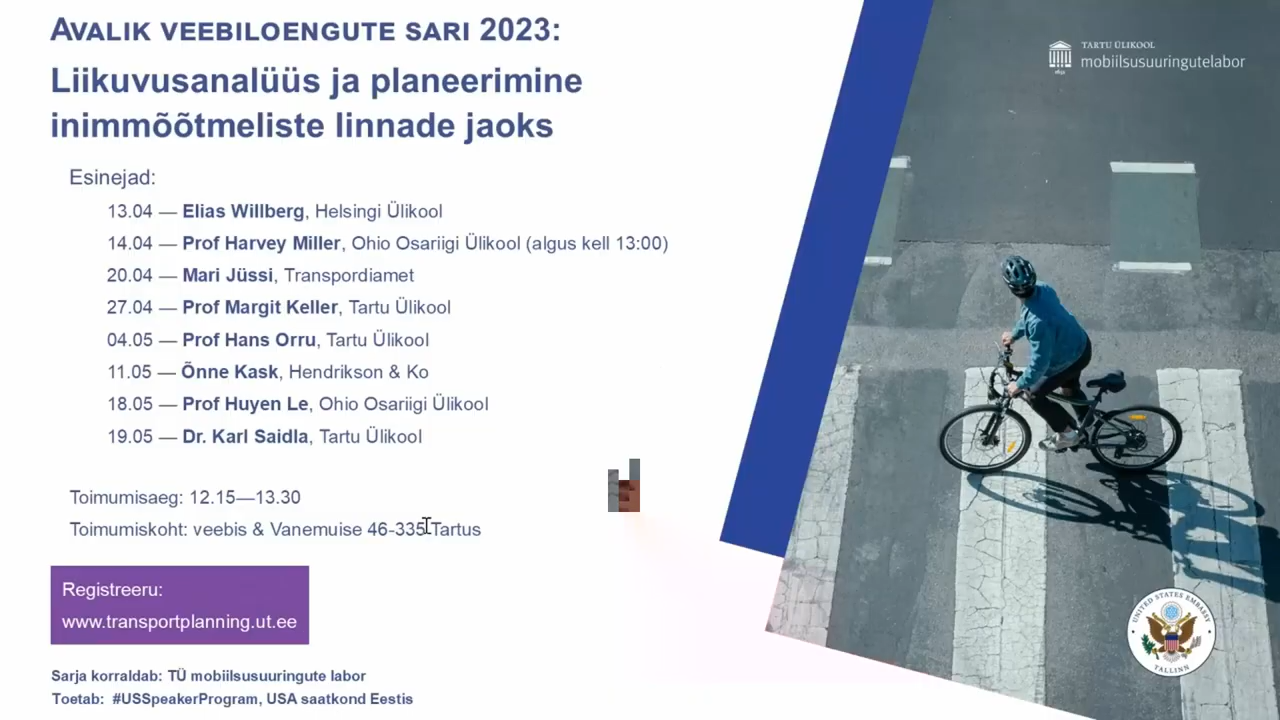 AVALIK VEEBILOENGUTE SARI 2023:
Liikuvusanalüüs ja planeerimine
inimmõõtmeliste linnade jaoks
Esinejad:
13.04 — Elias Willberg, Helsingi Ülikool
14.04 — Prof Harvey Miller, Ohio Osariigi Ülikool (algus kell 13:00)
20.04 — Mari Jüssi, Transpordiamet
27.04 — Prof Margit Keller, Tartu Ülikool
04.05 — Prof Hans Orru, Tartu Ülikool
11.05 — Õnne Kask, Hendrikson & Ko
18.05 — Prof Huyen Le, Ohio Osariigi Ülikool
19.05 — Dr. Karl Saidla, Tartu Ülikool
Toimumisaeg: 12.15—13.30
Toimumiskoht: veebis & Vanemuise 46-335 Tartus
Registreeru:
www.transportplanning.ut.ee
Sarja korraldab: TÜ mobiilsusuuringute labor
Toetab: #USSpeakerProgram, USA saatkond Eestis
TARTU ÜLIKOOL
mobiilsusuuringutelabor
1632
UNITED STATES EMBASSY
TALLINN